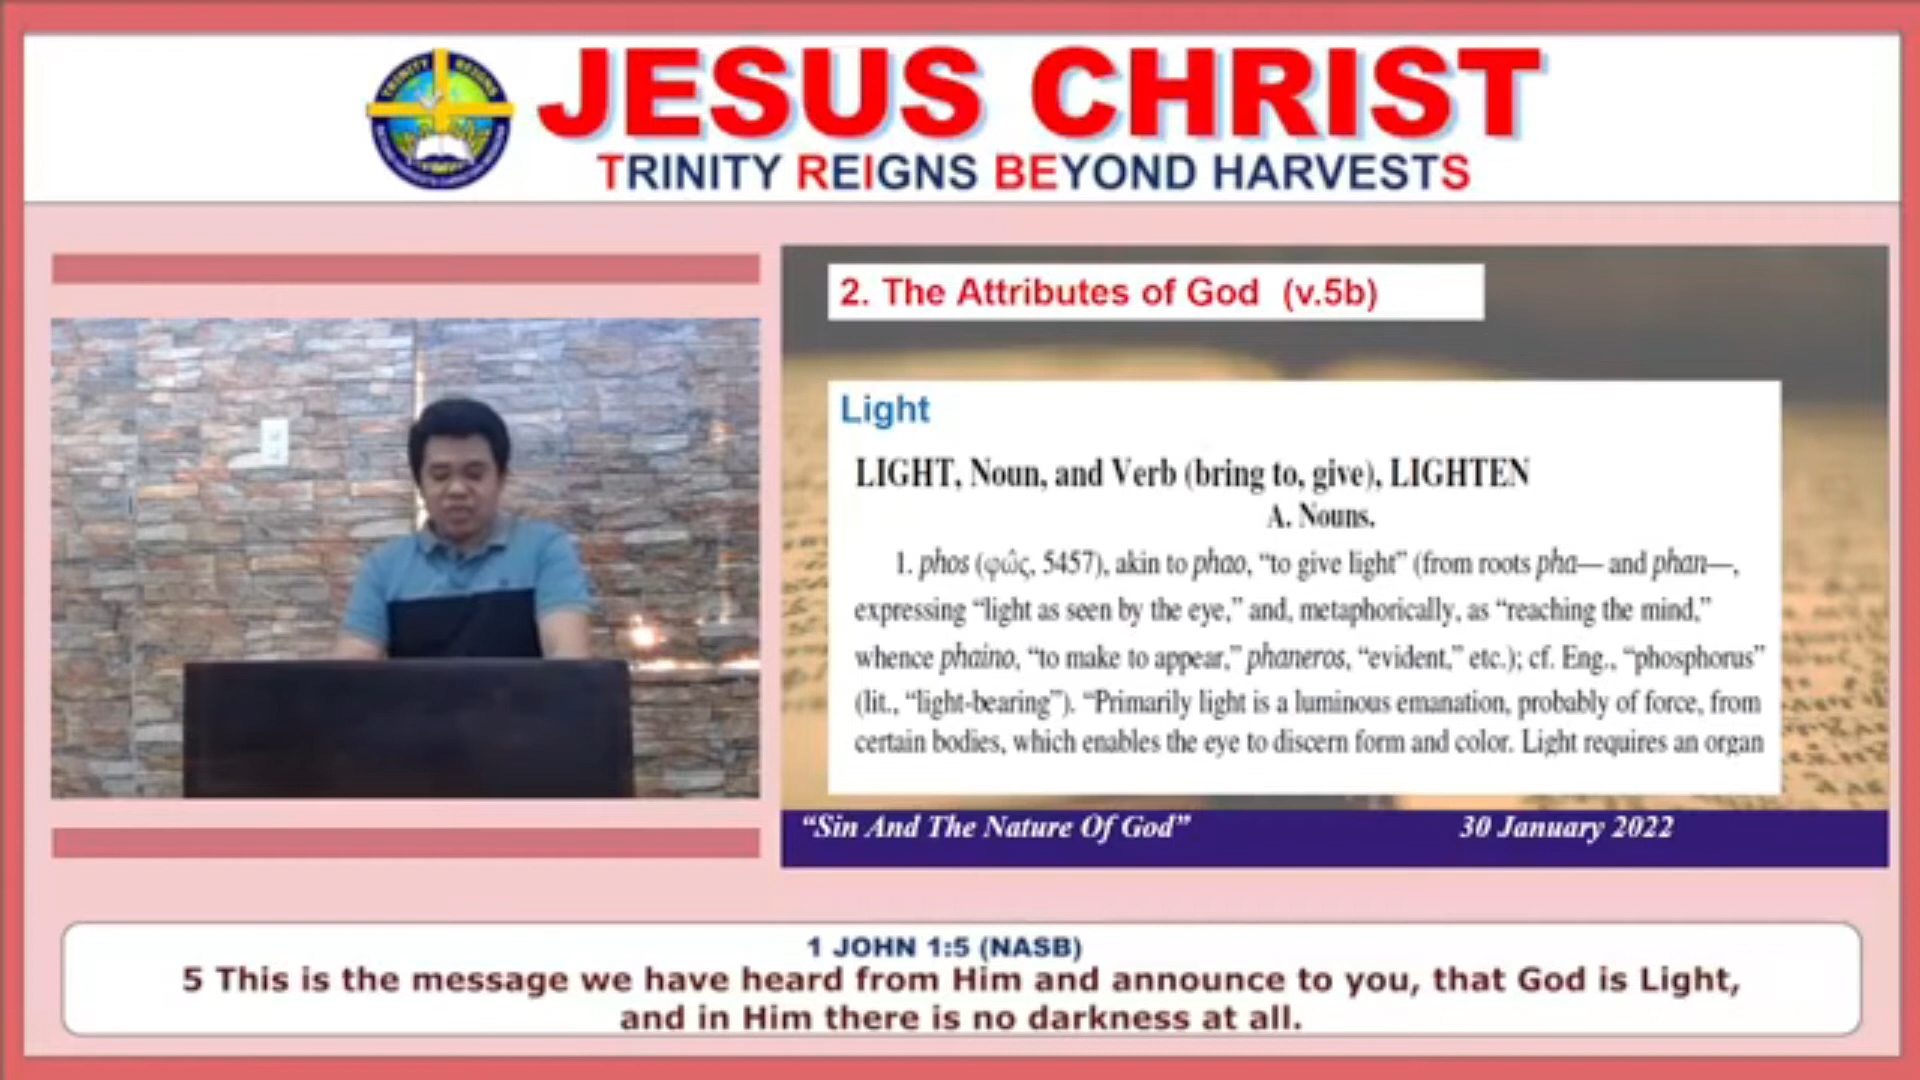 TRINITY REIGNS
JESUS CHRIST
TRINITY REIGNS BEYOND HARVESTS
2. The Attributes of God (v.5b)
Light
LIGHT, Noun, and Verb (bring to, give), LIGHTEN
A. Nouns.
1. phos (φῶς, 5457), akin to phao, “to give light” (from roots pha— and phan—,
expressing “light as seen by the eye,” and, metaphorically, as “reaching the mind,”
whence phaino, “to make to appear,” phaneros, “evident,” etc.); cf. Eng., “phosphorus”
(lit., “light-bearing”). “Primarily light is a luminous emanation, probably of force, from
certain bodies, which enables the eye to discern form and color. Light requires an organ
“Sin And The Nature Of God”
30 January 2022
1 JOHN 1:5 (NASB)
5 This is the message we have heard from Him and announce to you, that God is Light,
and in Him there is no darkness at all.